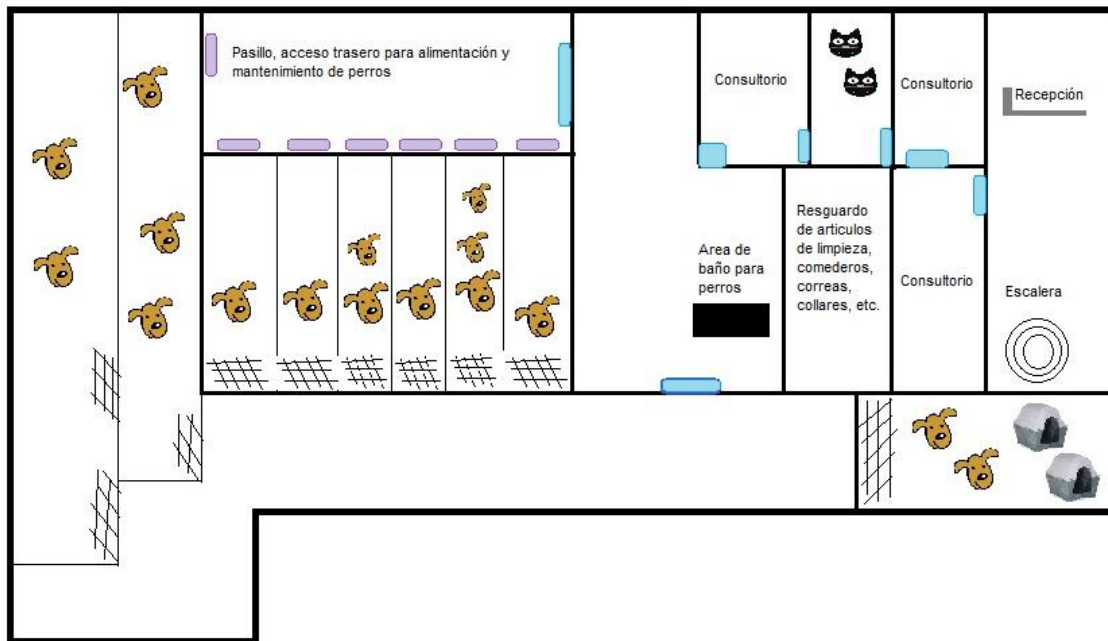 Pasillo, acceso trasero para alimentación y
mantenimiento de perros
Consultorio
Consultorio
Recepción
Area de
baño para
perros
Resguardo
de articulos
de limpieza,
comederos,
correas,
collares, etc.
Consultorio
Escalera